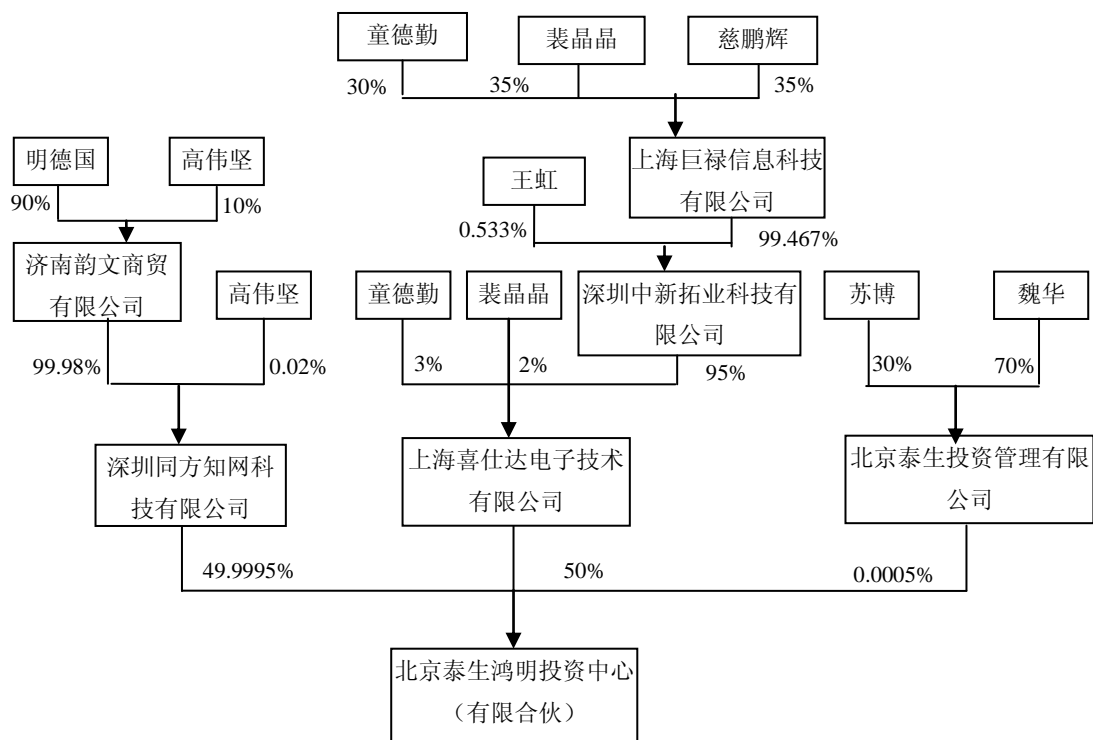 童德勤
裴晶晶
慈鹏辉
30%
35%
35%
明德国
高伟坚
王虹
上海巨禄信息科技
有限公司
90%
10%
0.533%
99.467%
济南韵文商贸
有限公司
高伟坚
童德勤
裴晶晶
深圳中新拓业科技有
限公司
苏博
魏华
99.98%
0.02%
3%
2%
95%
30%
70%
深圳同方知网科
技有限公司
上海喜仕达电子技术
有限公司
北京泰生投资管理有限
公司
49.9995%
50%
0.0005%
北京泰生鸿明投资中心
（有限合伙）